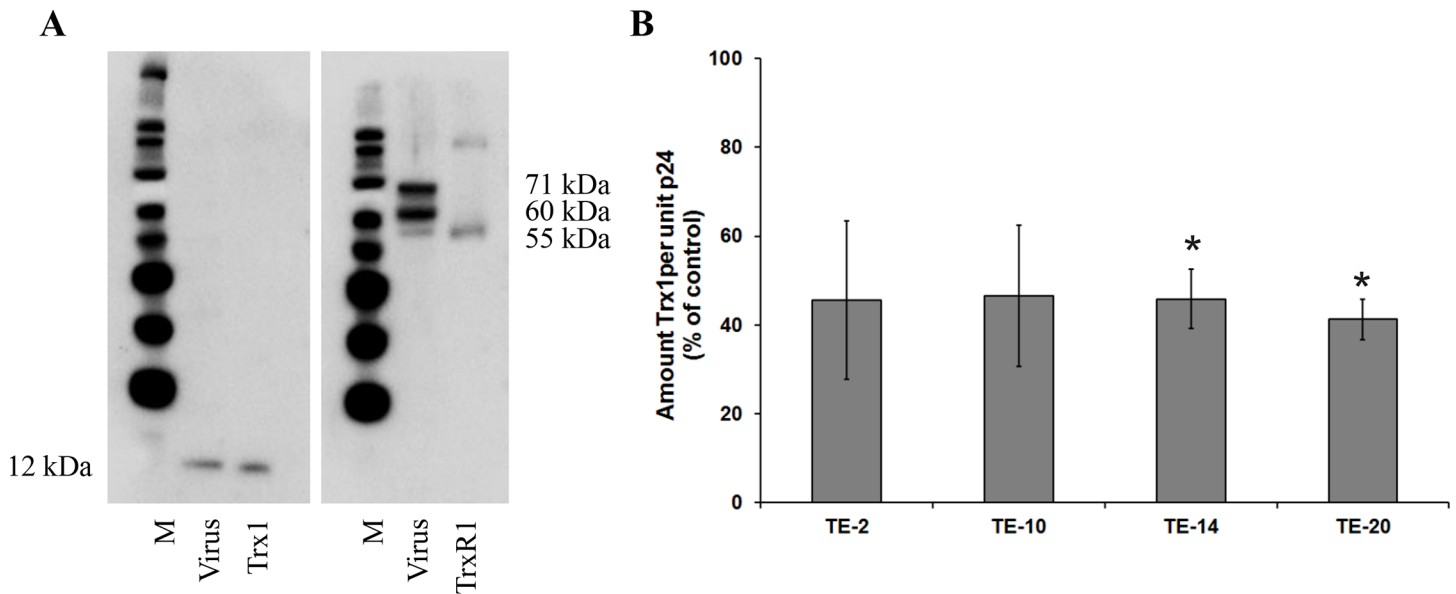 A
12 kDa
M
Virus
Trx1
M
Virus
TrxR1
71 kDa
60 kDa
55 kDa
B
Amount Trx1per unit p24
(% of control)
100
80
60
40
20
0
*
*
TE-2
TE-10
TE-14
TE-20